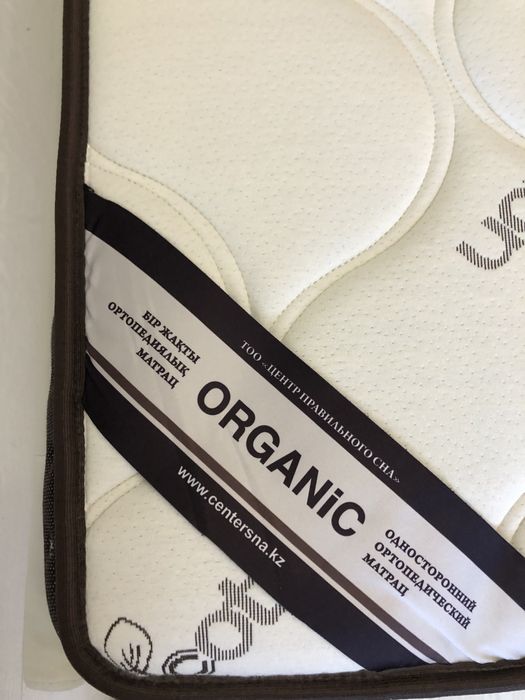 ТОО «ЦЕНТР ПРАВИЛЬНОГО СНА»
БІР ЖАҚТЫ
ОРТОПЕДИЯЛЫҚ
МАТРАЦ
ORGANiC
ОДНОСТОРОННИЙ
ОРТОПЕДИЧЕСКИЙ
МАТРАЦ
www.centersna.kz